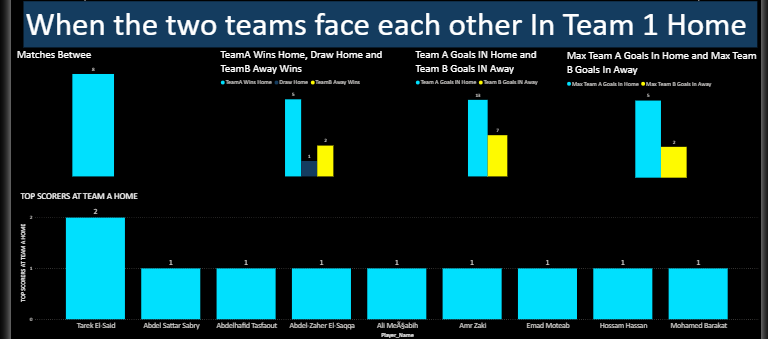 When the two teams face each other In Team 1 Home
Matches Betwee
8
TeamA Wins Home, Draw Home and
TeamB Away Wins
TeamA Wins Home Draw Home TeamB Away Wins
5
1
2
Team A Goals IN Home and
Team B Goals IN Away
Team A Goals IN Home Team B Goals IN Away
7
Max Team A Goals In Home and Max Team
B Goals In Away
Max Team A Goals In Home Max Team B Goals In Away
5
2
TOP SCORERS AT TEAM A HOME
TOP SCORERS AT TEAM A HOME
2
1
0
2
1
1
1
1
1
1
1
1
Tarek El-Said
Abdel Sattar Sabry
Abdelhafid Tasfaout
Abdel-Zaher El-Saqqa
Ali MeÃ§abih
Amr Zaki
Emad Moteab
Hossam Hassan
Mohamed Barakat
Player_Name